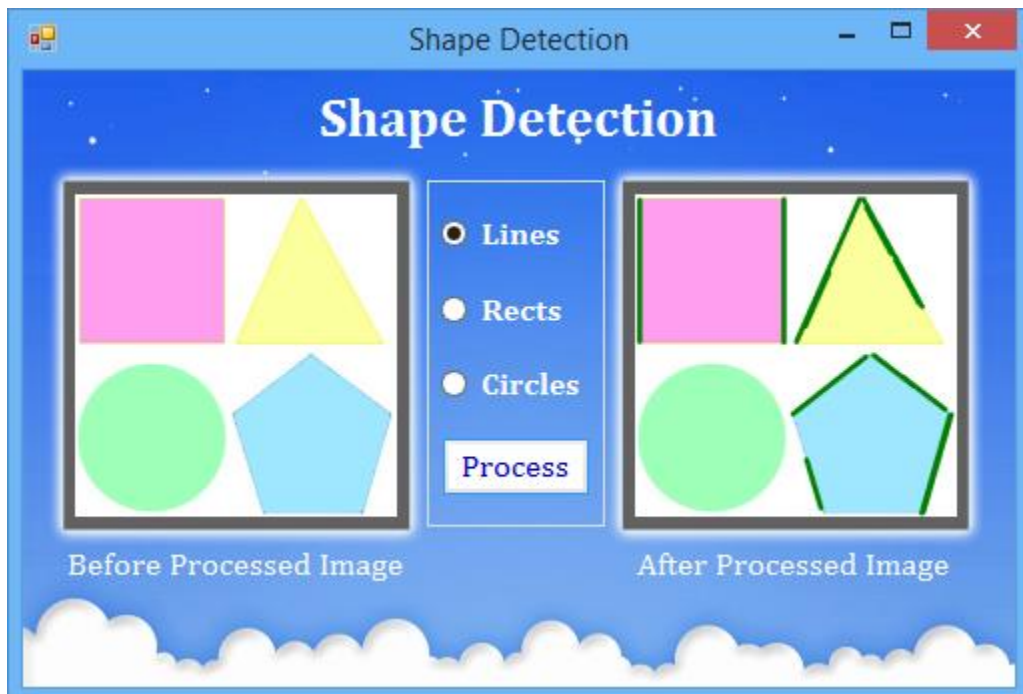 Shape Detection
Shape Detection
Lines
Rects
Circles
Process
Before Processed Image
After Processed Image